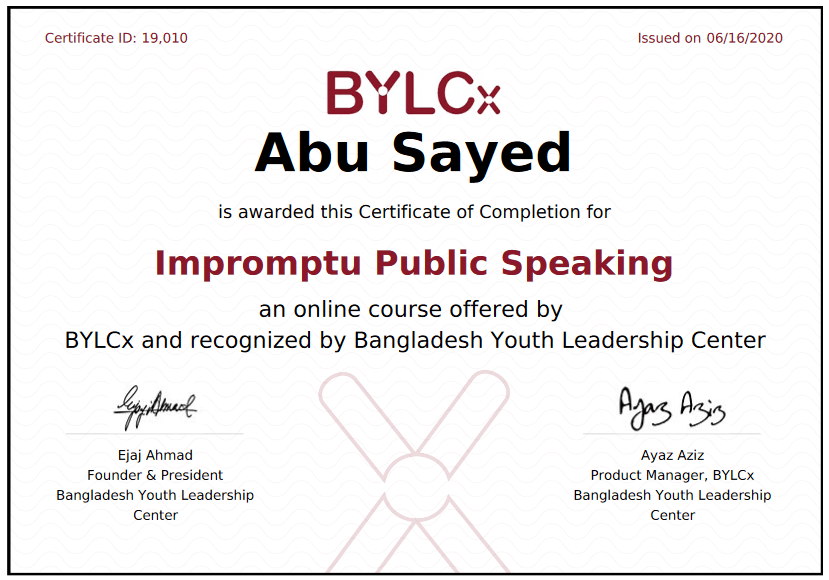 Certificate ID: 19,010
Issued on 06/16/2020
BYLCx
Abu Sayed
is awarded this Certificate of Completion for
Impromptu Public Speaking
an online course offered by
BYLCx and recognized by Bangladesh Youth Leadership Center
Ejaj Ahmad
Ayaz Aziz
Ejaj Ahmad
Founder & President
Bangladesh Youth Leadership
Center
Ayaz Aziz
Product Manager, BYLCx
Bangladesh Youth Leadership
Center